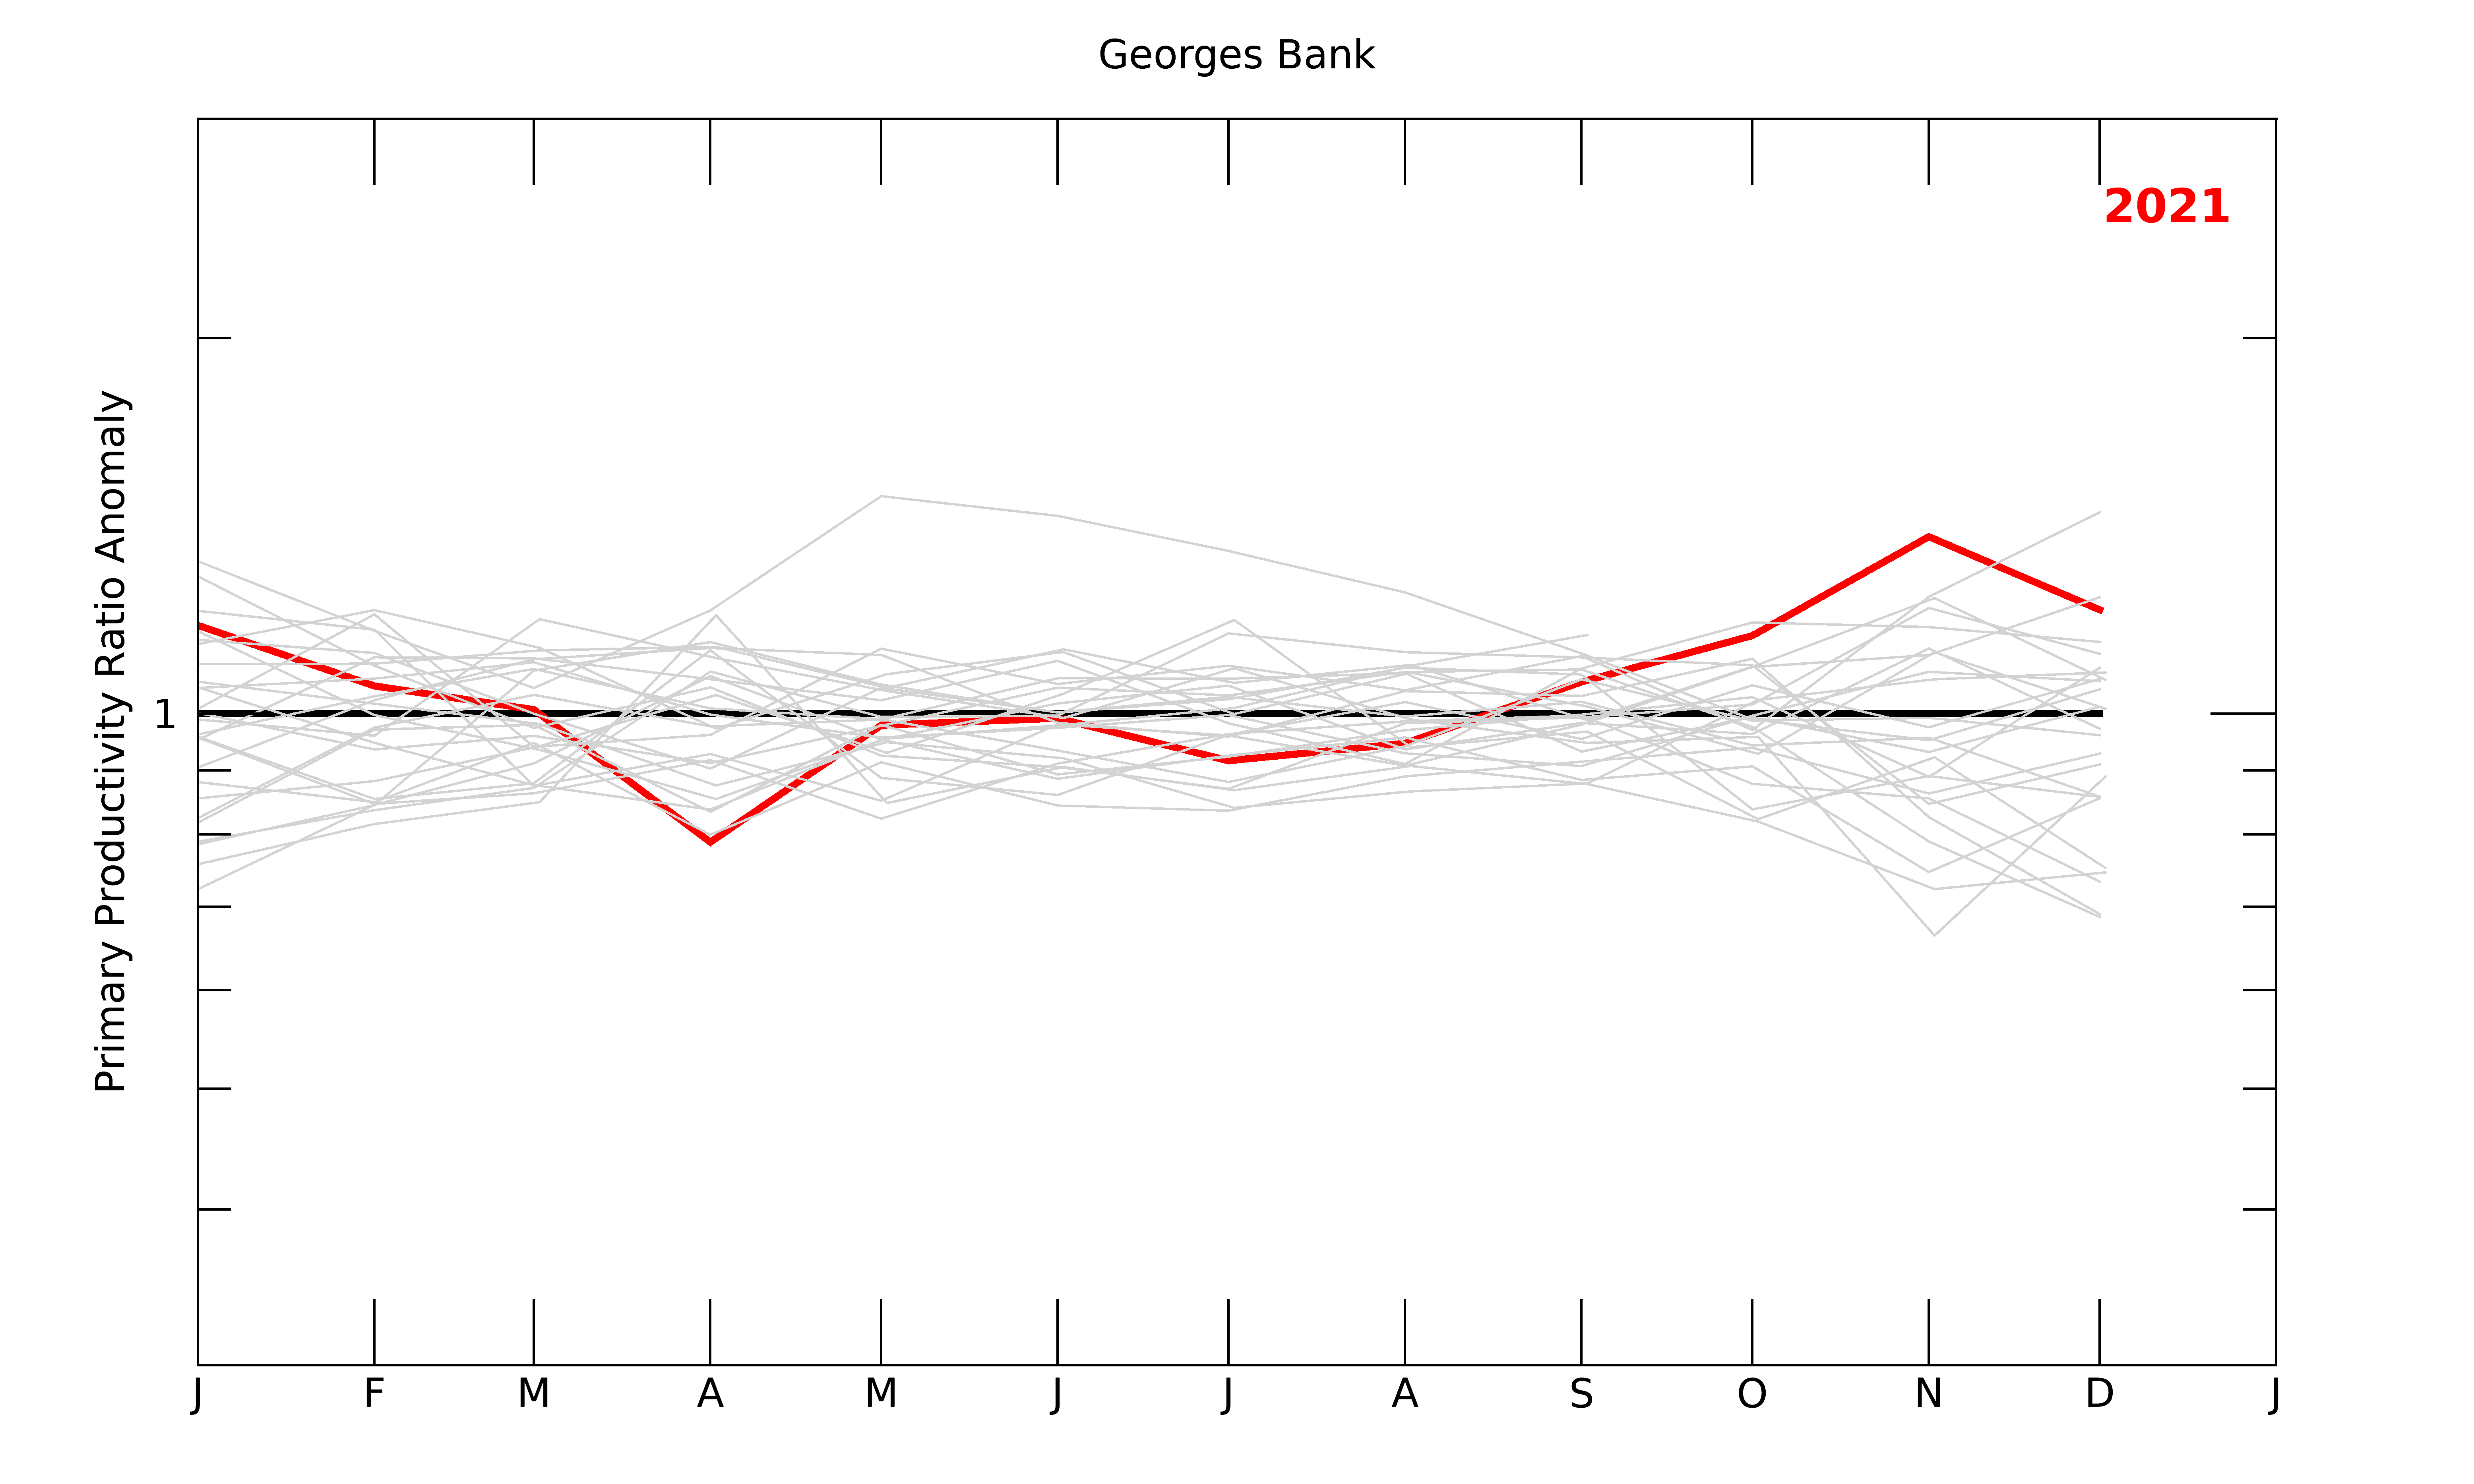 Georges Bank
2021
Primary Productivity Ratio Anomaly
1
J F M A M J J A S O N D J